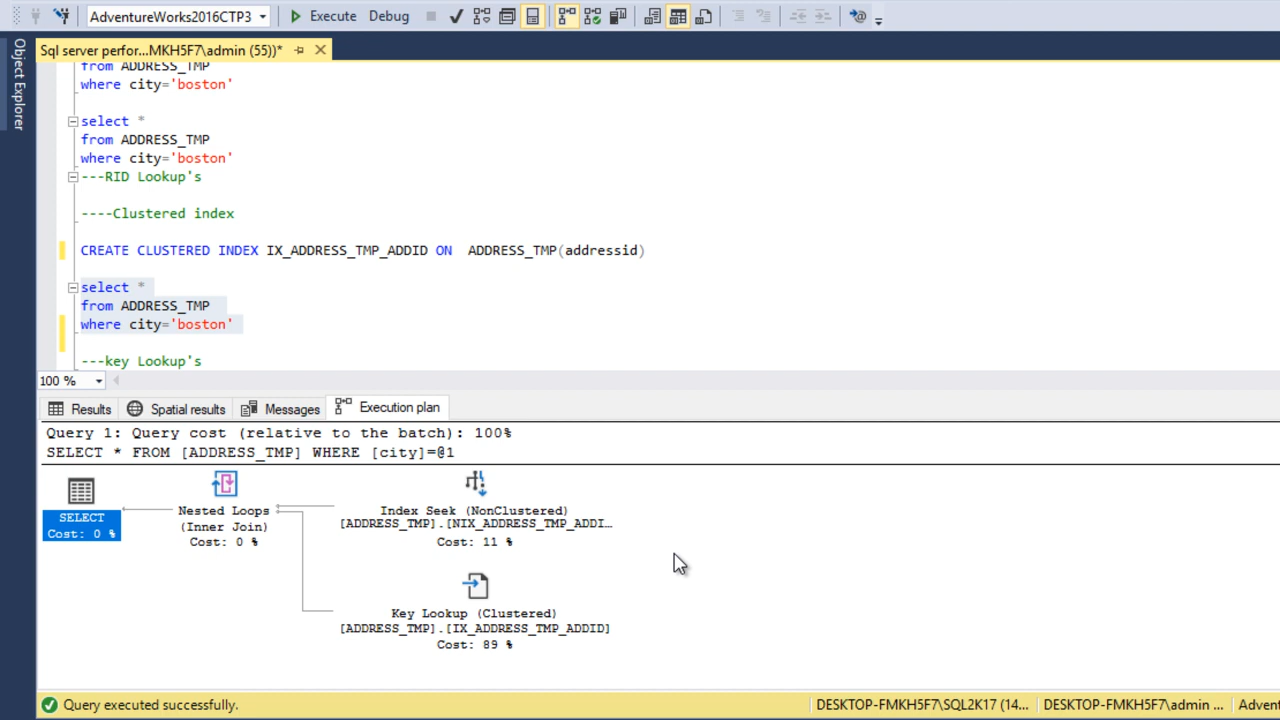 AdventureWorks2016CTP3
Execute
Debug
Sql server perfor...MKH5F7\admin (55))*
Object Explorer
from ADDRESS_TMP
where city='boston'
select *
from ADDRESS_TMP
where city='boston'
---RID Lookup's
----Clustered index
CREATE CLUSTERED INDEX IX_ADDRESS_TMP_ADDID ON ADDRESS_TMP(addressid)
select *
from ADDRESS_TMP
where city='boston'
---key Lookup's
100 %
Results
Spatial results
Messages
Execution plan
Query 1: Query cost (relative to the batch): 100%
SELECT * FROM [ADDRESS_TMP] WHERE [city]=@1
SELECT
Cost: 0 %
Nested Loops
(Inner Join)
Cost: 0 %
Index Seek (NonClustered)
[ADDRESS_TMP].[NIX_ADDRESS_TMP_ADDI...
Cost: 11 %
Key Lookup (Clustered)
[ADDRESS_TMP].[IX_ADDRESS_TMP_ADDID]
Cost: 89 %
Query executed successfully.
DESKTOP-FMKH5F7\SQL2K17 (14...
DESKTOP-FMKH5F7\admin ...
Advent